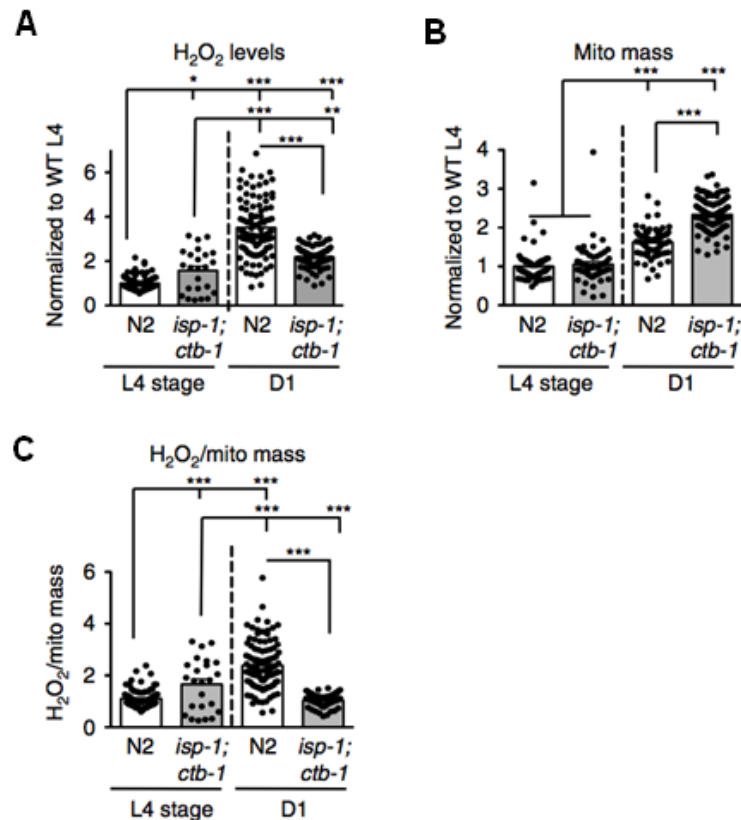 A
H₂O₂ levels
* *** ***
*** **
***
Normalized to WT L4
6
4
2
0
N2 isp-1; ctb-1 N2 isp-1; ctb-1
L4 stage D1
B
Mito mass
*** ***
***
Normalized to WT L4
4
3
2
1
0
N2 isp-1; ctb-1 N2 isp-1; ctb-1
L4 stage D1
C
H₂O₂/mito mass
*** ***
*** ***
***
H₂O₂/mito mass
6
4
2
0
N2 isp-1; ctb-1 N2 isp-1; ctb-1
L4 stage D1